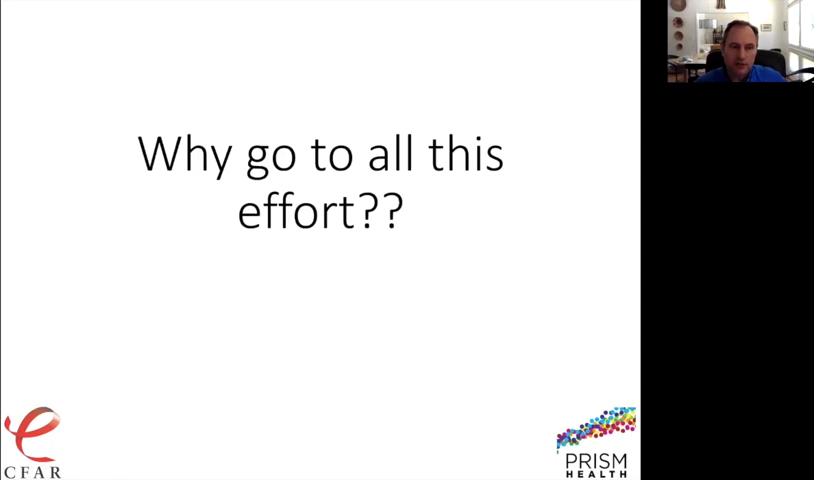 Why go to all this
effort??
CFAR
PRISM
HEALTH